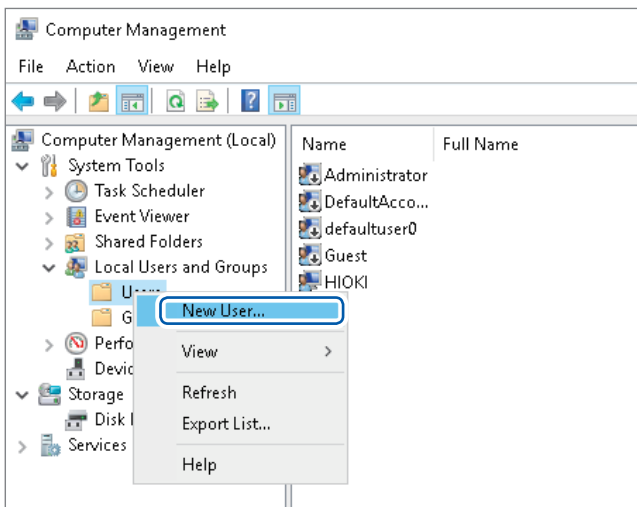 Computer Management
File Action View Help
Computer Management (Local)
System Tools
Task Scheduler
Event Viewer
Shared Folders
Local Users and Groups
Storage
Services
Name Full Name
Administrator
DefaultAcco...
defaultuser0
Guest
HIOKI
New User...
View
Refresh
Export List...
Help